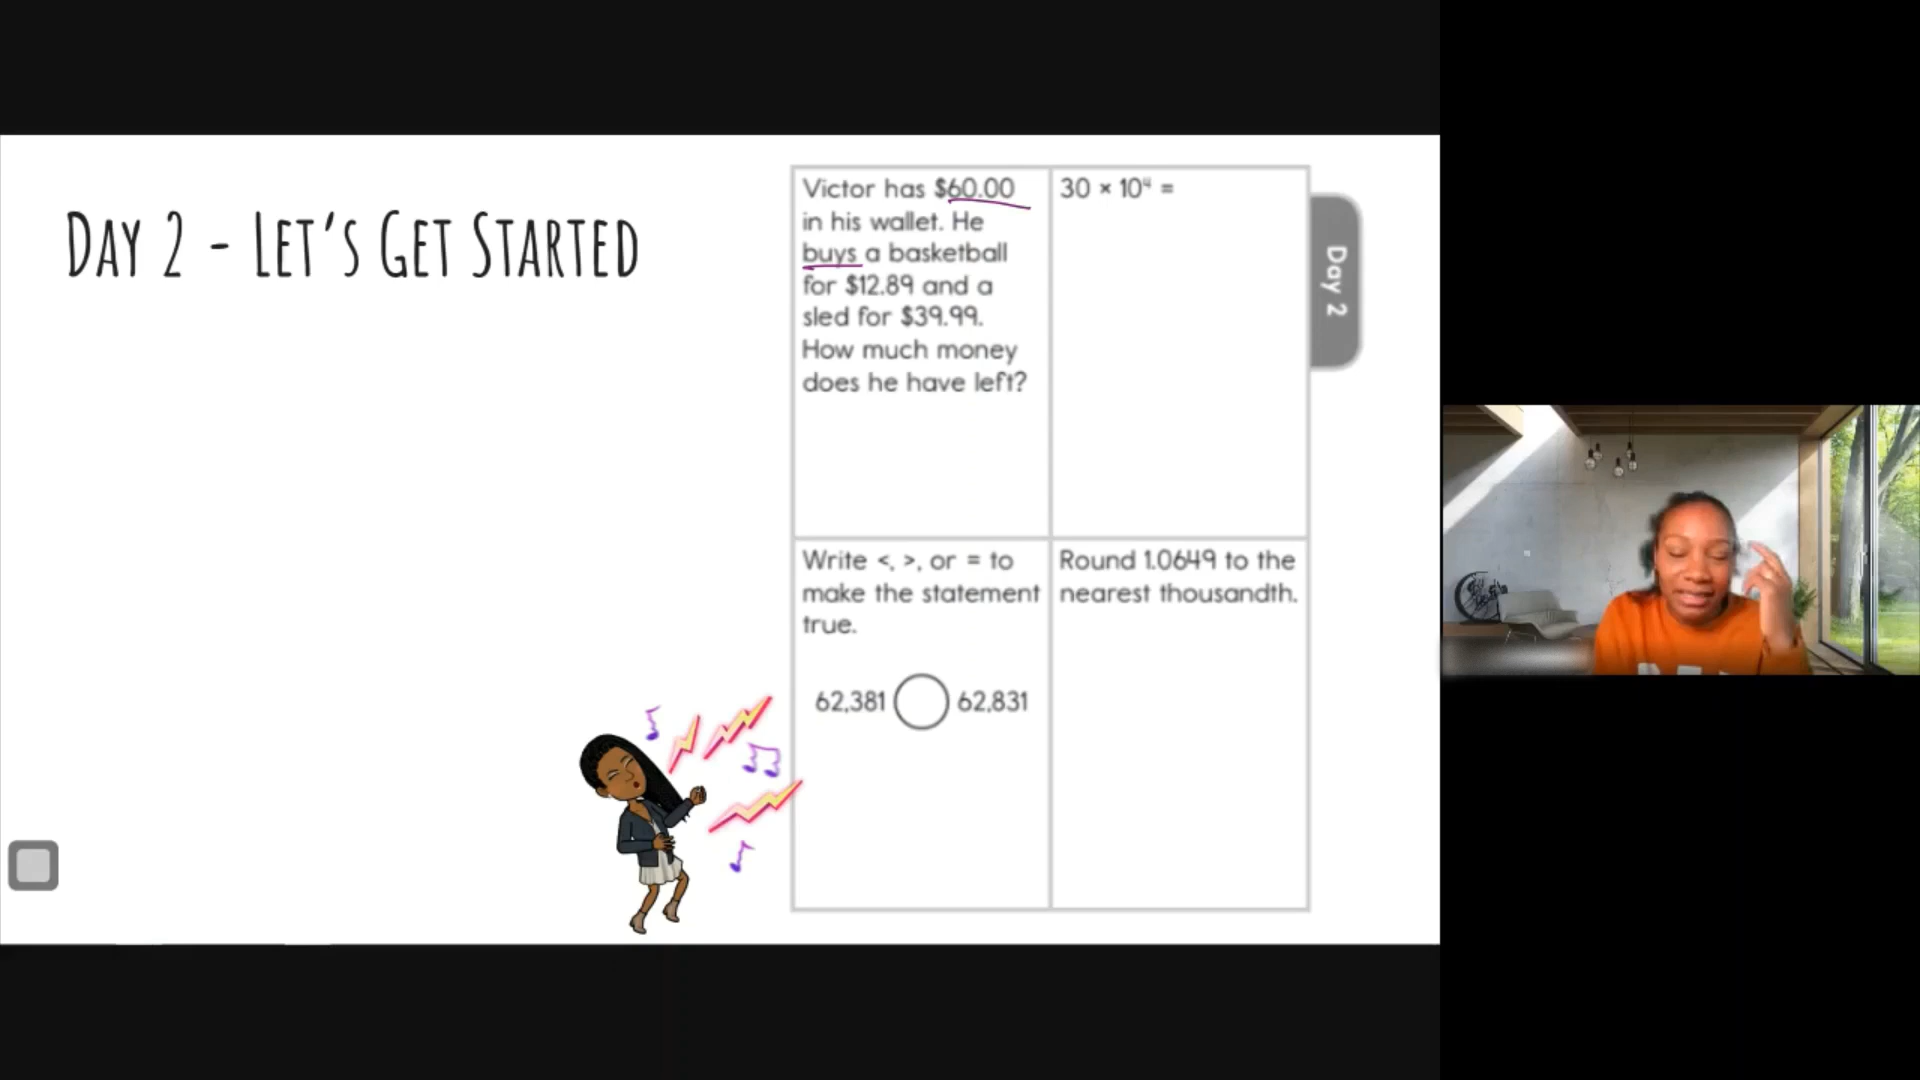 DAY 2 - LET'S GET STARTED
Victor has $60.00
in his wallet. He
buys a basketball
for $12.89 and a
sled for $39.99.
How much money
does he have left?
30 × 10⁴ =
Day 2
Write <, >, or = to
make the statement
true.
62,381 62,831
Round 1.0649 to the
nearest thousandth.